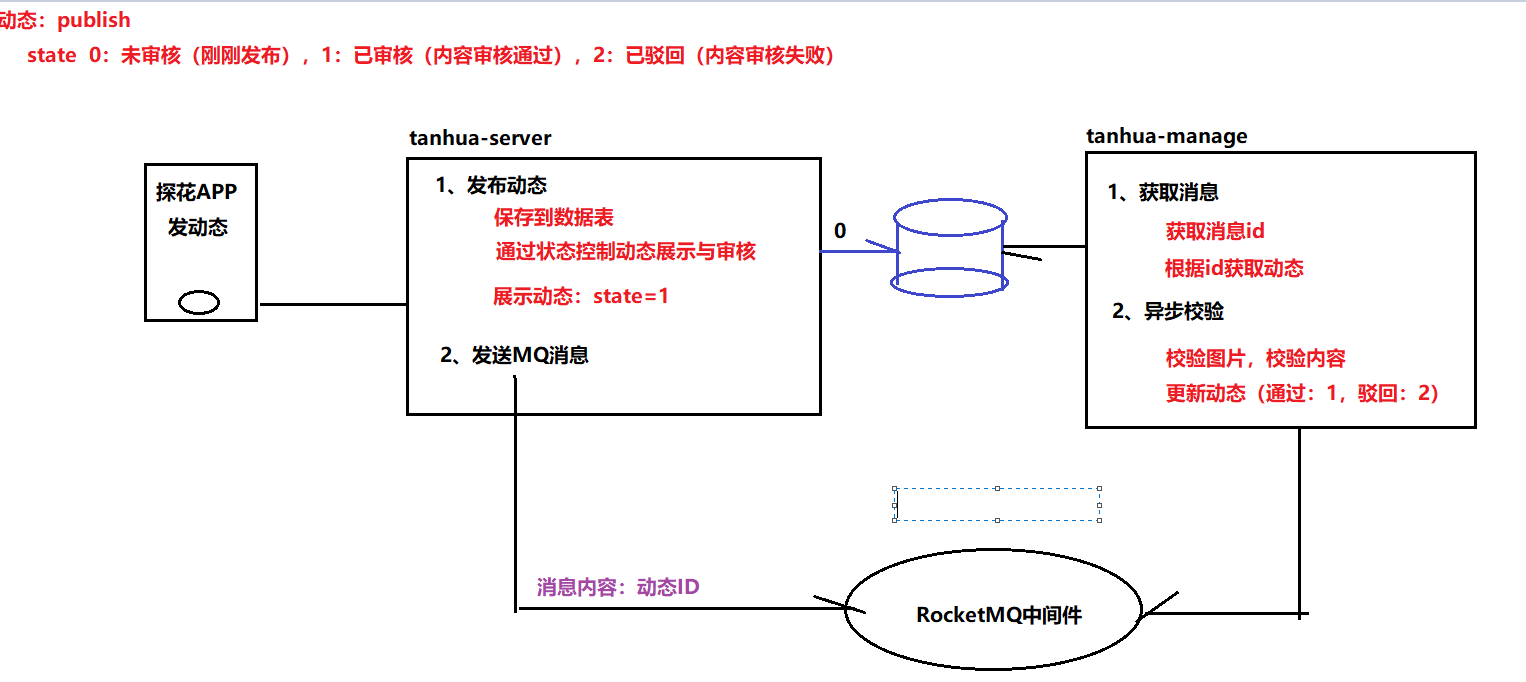 动态：publish
state 0：未审核（刚刚发布），1：已审核（内容审核通过），2：已驳回（内容审核失败）
tanhua-server
tanhua-manage
探花APP
发动态
1、发布动态
保存到数据表
通过状态控制动态展示与审核
展示动态：state=1
2、发送MQ消息
0
1、获取消息
获取消息id
根据id获取动态
2、异步校验
校验图片，校验内容
更新动态（通过：1，驳回：2）
消息内容：动态ID
RocketMQ中间件